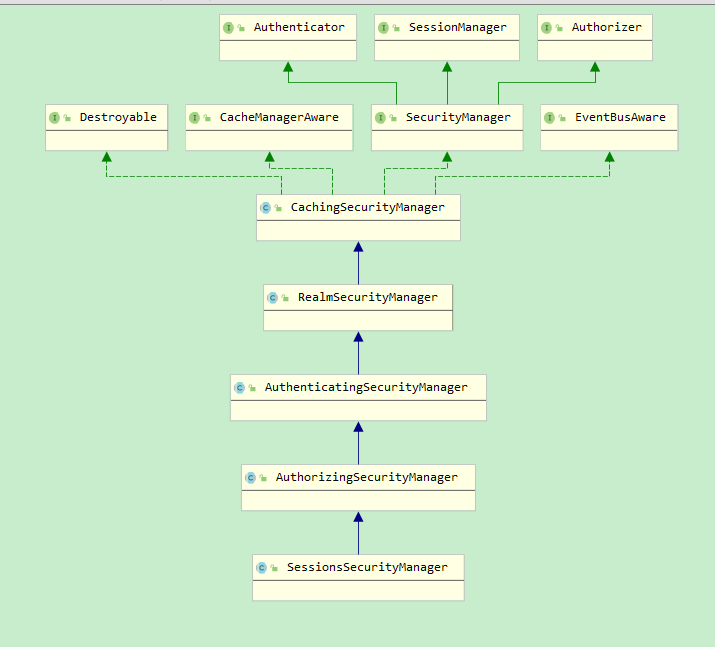 I Authenticator
I SessionManager
I Authorizer
I Destroyable
I CacheManagerAware
I SecurityManager
I EventBusAware
C CachingSecurityManager
C RealmSecurityManager
C AuthenticatingSecurityManager
C AuthorizingSecurityManager
C SessionsSecurityManager